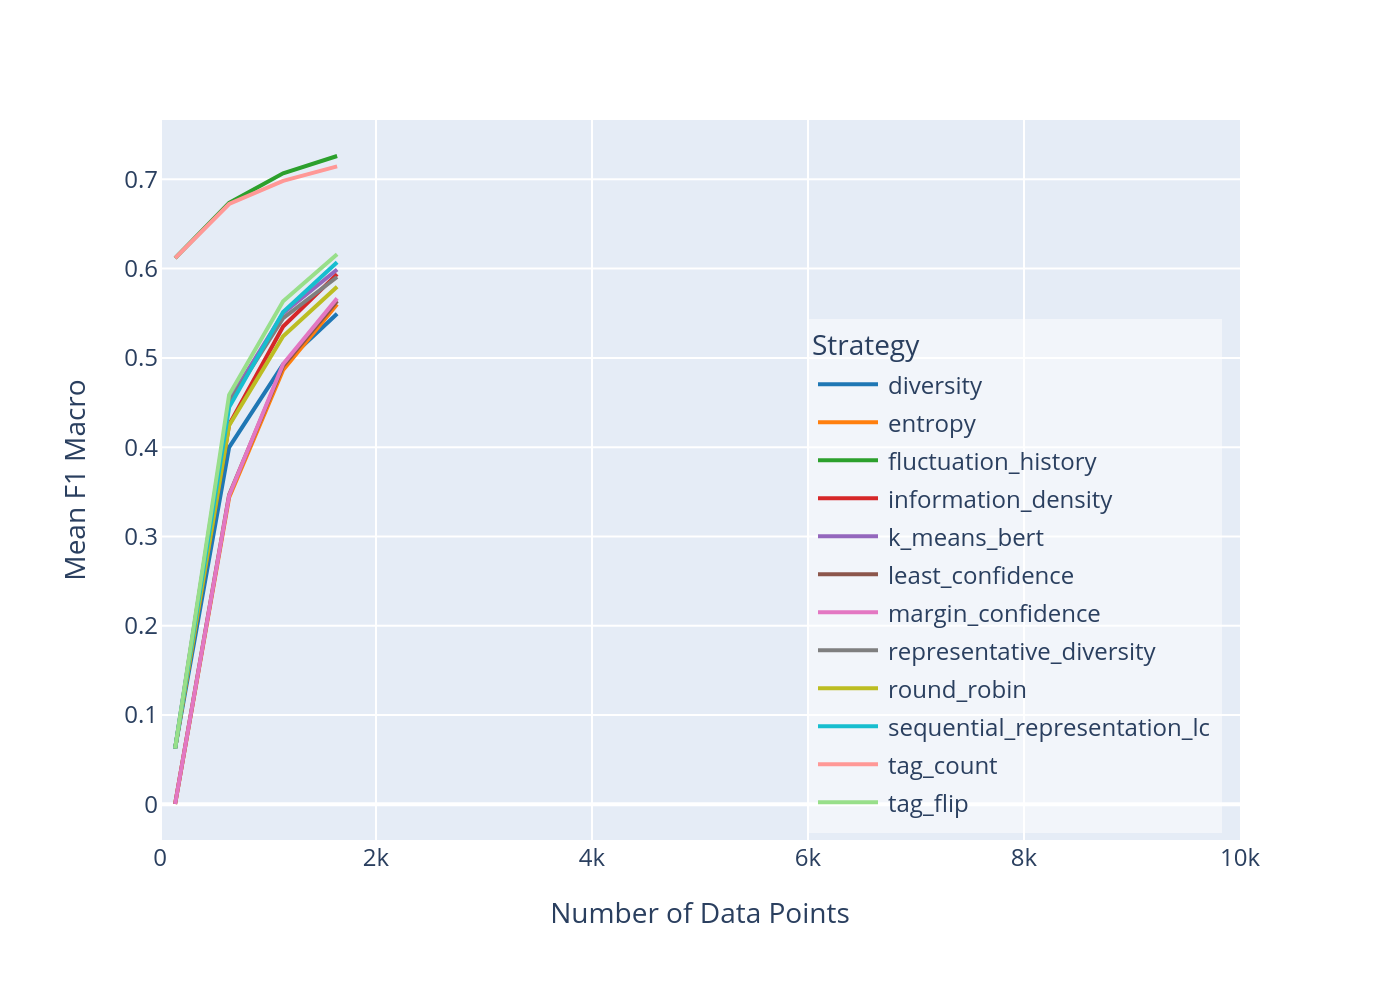 0.7
0.6
0.5
0.4
0.3
0.2
0.1
0
Mean F1 Macro
0 2k 4k 6k 8k 10k
Number of Data Points
Strategy
diversity
entropy
fluctuation_history
information_density
k_means_bert
least_confidence
margin_confidence
representative_diversity
round_robin
sequential_representation_lc
tag_count
tag_flip